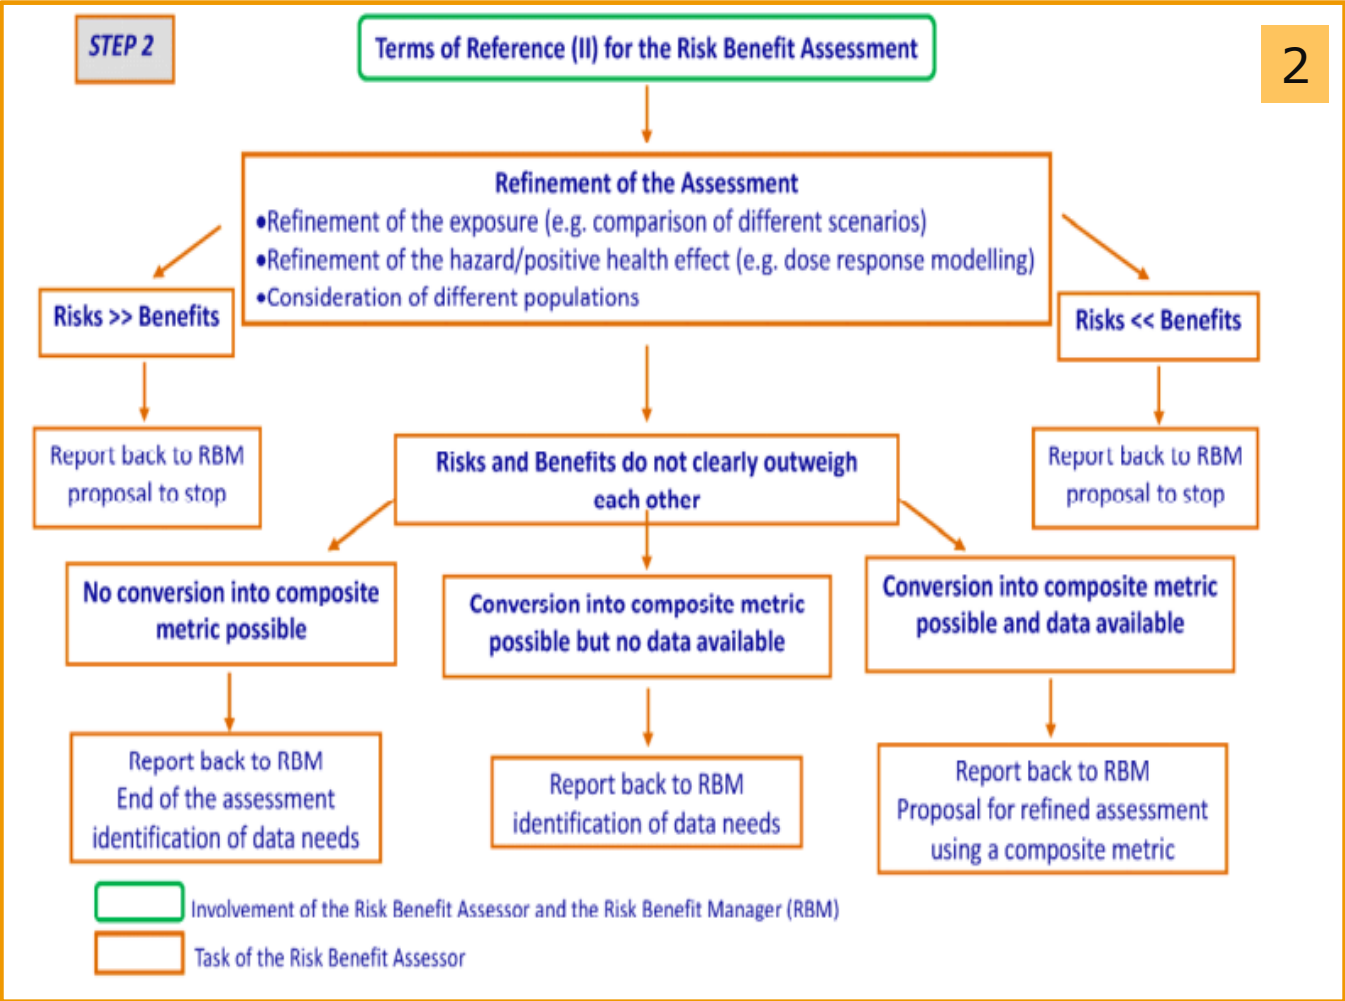 STEP 2
Terms of Reference (II) for the Risk Benefit Assessment
2
Refinement of the Assessment
•Refinement of the exposure (e.g. comparison of different scenarios)
•Refinement of the hazard/positive health effect (e.g. dose response modelling)
•Consideration of different populations
Risks >> Benefits
Risks << Benefits
Report back to RBM
proposal to stop
Risks and Benefits do not clearly outweigh
each other
Report back to RBM
proposal to stop
No conversion into composite
metric possible
Conversion into composite metric
possible but no data available
Conversion into composite metric
possible and data available
Report back to RBM
End of the assessment
identification of data needs
Report back to RBM
identification of data needs
Report back to RBM
Proposal for refined assessment
using a composite metric
Involvement of the Risk Benefit Assessor and the Risk Benefit Manager (RBM)
Task of the Risk Benefit Assessor